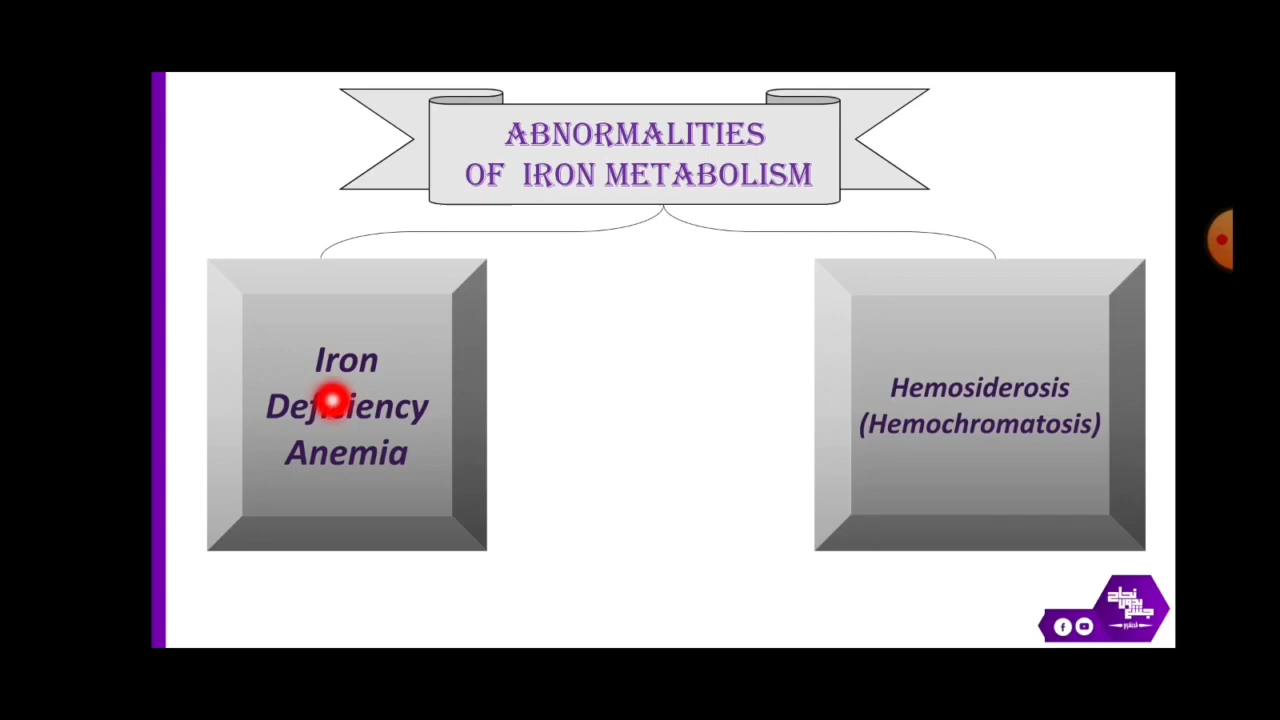 ABNORMALITIES
OF IRON METABOLISM
Iron
Deficiency
Anemia
Hemosiderosis
(Hemochromatosis)